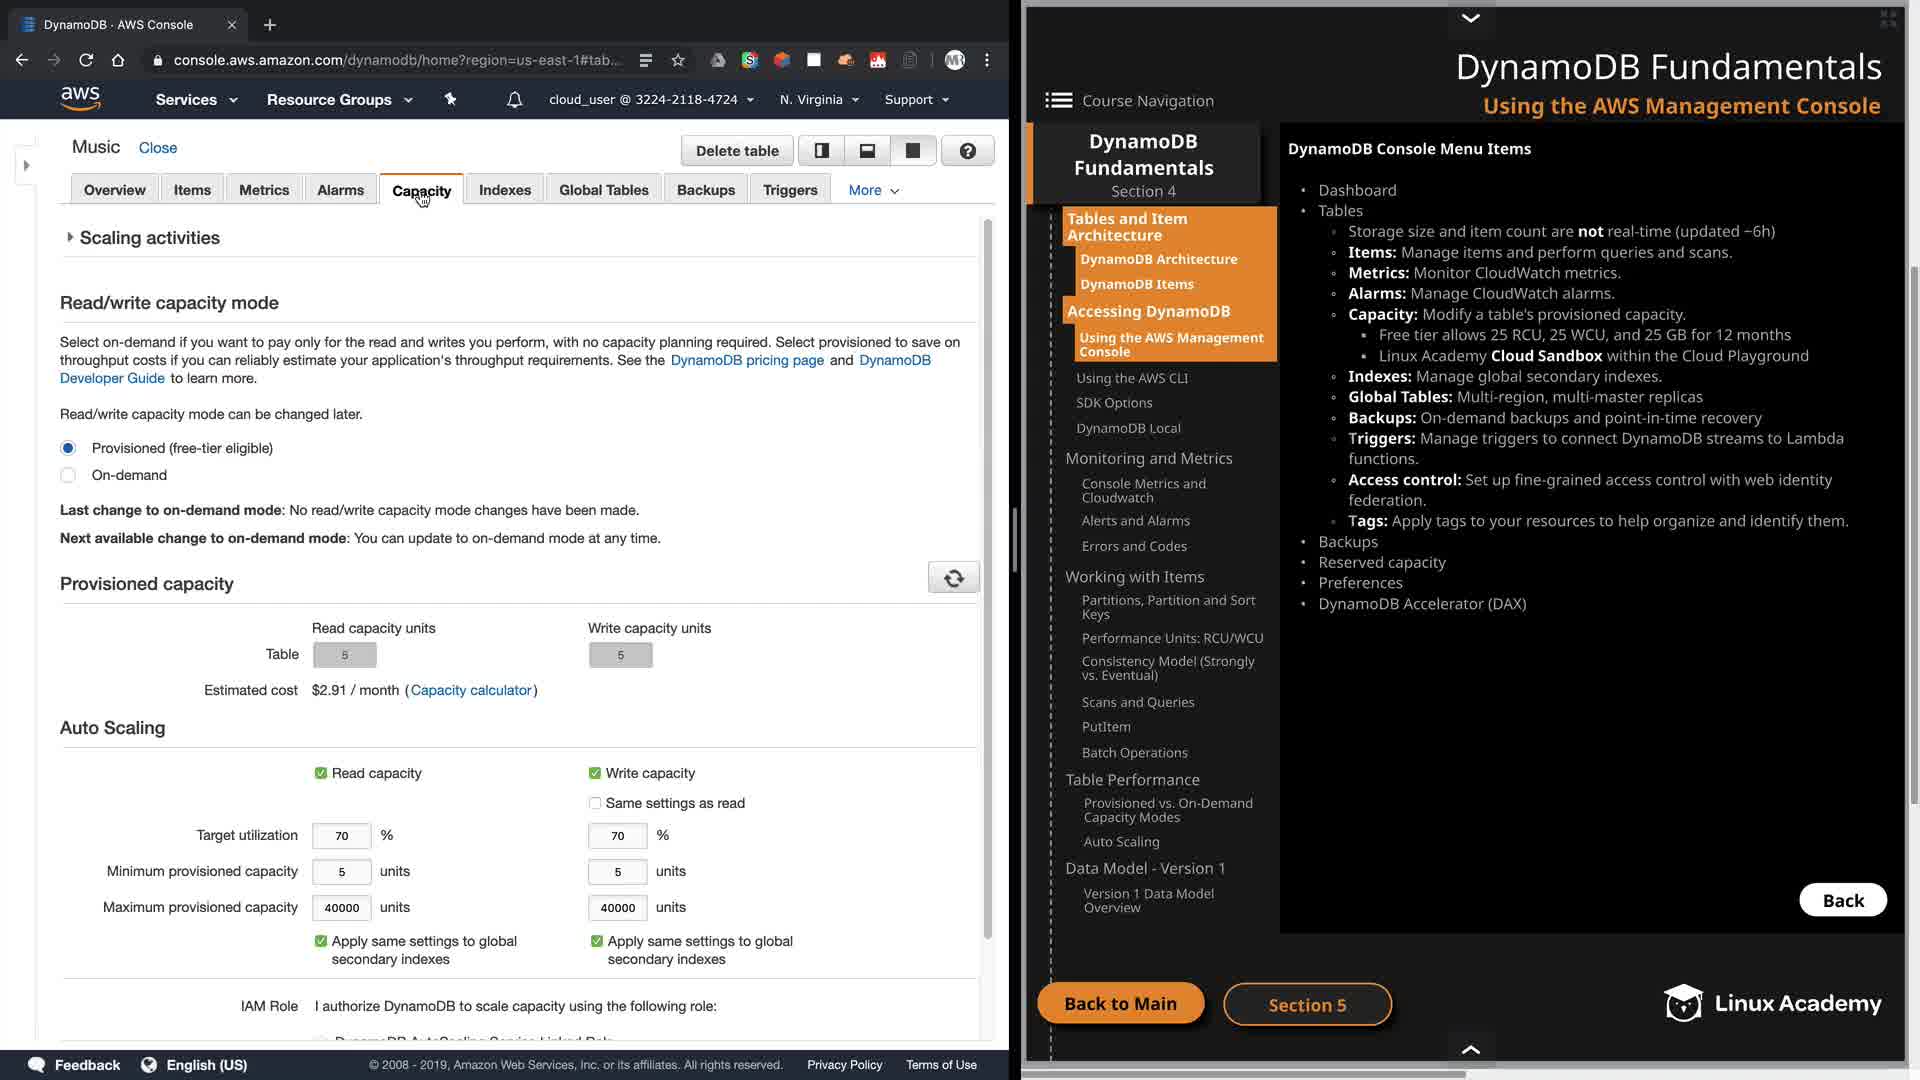 DynamoDB · AWS Console
console.aws.amazon.com/dynamodb/home?region=us-east-1#tab...
aws
Services
Resource Groups
cloud_user @ 3224-2118-4724
N. Virginia
Support
Music
Close
Delete table
Overview
Items
Metrics
Alarms
Capacity
Indexes
Global Tables
Backups
Triggers
More
Scaling activities
Read/write capacity mode
Select on-demand if you want to pay only for the read and writes you perform, with no capacity planning required. Select provisioned to save on
throughput costs if you can reliably estimate your application's throughput requirements. See the DynamoDB pricing page and DynamoDB
Developer Guide to learn more.
Read/write capacity mode can be changed later.
Provisioned (free-tier eligible)
On-demand
Last change to on-demand mode: No read/write capacity mode changes have been made.
Next available change to on-demand mode: You can update to on-demand mode at any time.
Provisioned capacity
Read capacity units
Write capacity units
Table
5
5
Estimated cost $2.91 / month (Capacity calculator)
Auto Scaling
Read capacity
Write capacity
Same settings as read
Target utilization 70 % 70 %
Minimum provisioned capacity 5 units 5 units
Maximum provisioned capacity 40000 units 40000 units
Apply same settings to global
secondary indexes
Apply same settings to global
secondary indexes
IAM Role I authorize DynamoDB to scale capacity using the following role:
DynamoDB AutoScaling Service Linked Role
Feedback
English (US)
© 2008 - 2019, Amazon Web Services, Inc. or its affiliates. All rights reserved.
Privacy Policy
Terms of Use
DynamoDB Fundamentals
Using the AWS Management Console
Course Navigation
DynamoDB
Fundamentals
Section 4
Tables and Item
Architecture
DynamoDB Architecture
DynamoDB Items
Accessing DynamoDB
Using the AWS Management
Console
Using the AWS CLI
SDK Options
DynamoDB Local
Monitoring and Metrics
Console Metrics and
Cloudwatch
Alerts and Alarms
Errors and Codes
Working with Items
Partitions, Partition and Sort
Keys
Performance Units: RCU/WCU
Consistency Model (Strongly
vs. Eventual)
Scans and Queries
PutItem
Batch Operations
Table Performance
Provisioned vs. On-Demand
Capacity Modes
Auto Scaling
Data Model - Version 1
Version 1 Data Model
Overview
DynamoDB Console Menu Items
• Dashboard
• Tables
◦ Storage size and item count are not real-time (updated ~6h)
◦ Items: Manage items and perform queries and scans.
◦ Metrics: Monitor CloudWatch metrics.
◦ Alarms: Manage CloudWatch alarms.
◦ Capacity: Modify a table's provisioned capacity.
▪ Free tier allows 25 RCU, 25 WCU, and 25 GB for 12 months
▪ Linux Academy Cloud Sandbox within the Cloud Playground
◦ Indexes: Manage global secondary indexes.
◦ Global Tables: Multi-region, multi-master replicas
◦ Backups: On-demand backups and point-in-time recovery
◦ Triggers: Manage triggers to connect DynamoDB streams to Lambda
functions.
◦ Access control: Set up fine-grained access control with web identity
federation.
◦ Tags: Apply tags to your resources to help organize and identify them.
• Backups
• Reserved capacity
• Preferences
• DynamoDB Accelerator (DAX)
Back
Back to Main
Section 5
Linux Academy